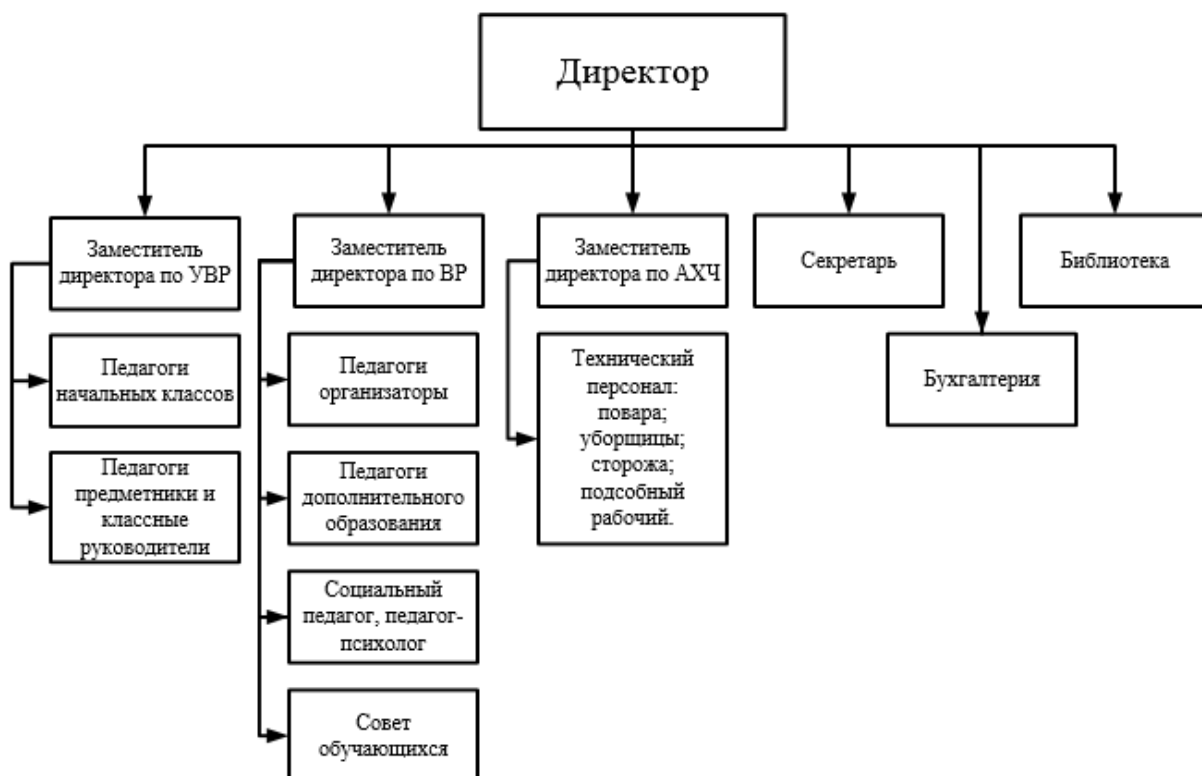 Директор
Заместитель
директора по УВР
Заместитель
директора по ВР
Заместитель
директора по АХЧ
Секретарь
Библиотека
Педагоги
начальных классов
Педагоги
организаторы
Технический
персонал:
повара;
уборщицы;
сторожа;
подсобный
рабочий.
Бухгалтерия
Педагоги
предметники и
классные
руководители
Педагоги
дополнительного
образования
Социальный
педагог, педагог-
психолог
Совет
обучающихся